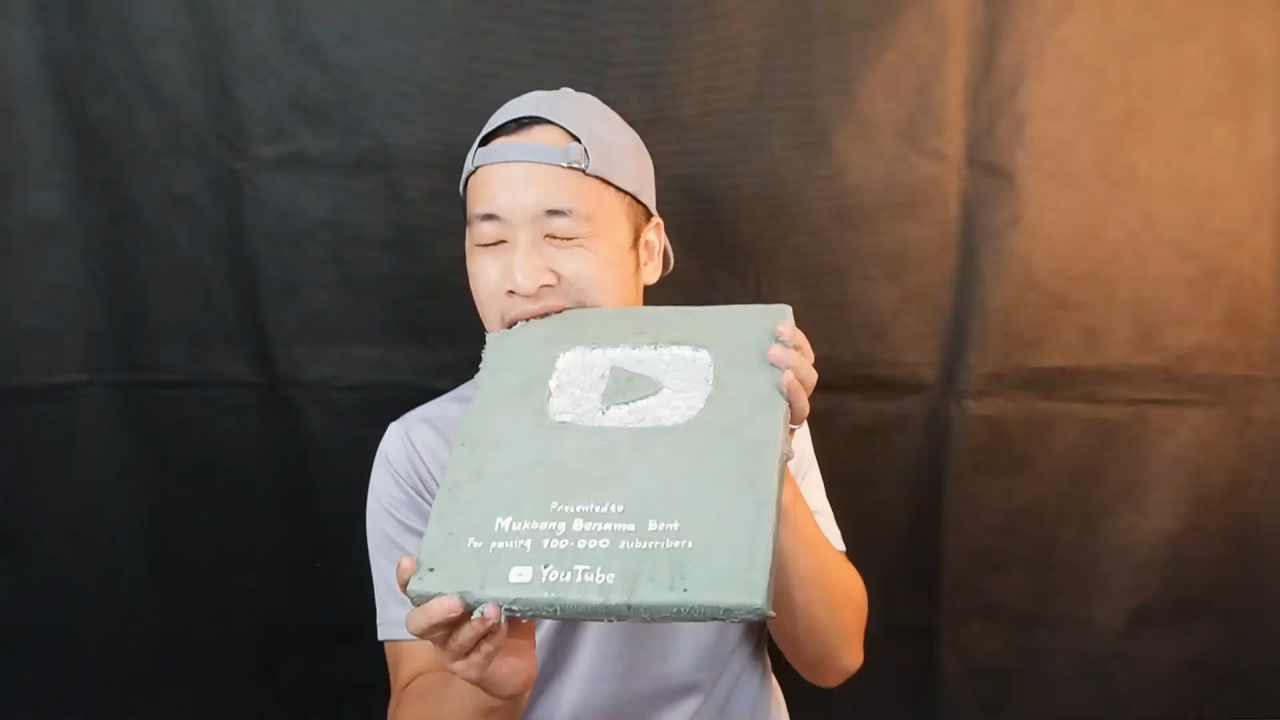 Presented to
Mukbang Bersama Bent
For passing 100.000 subscribers
YouTube